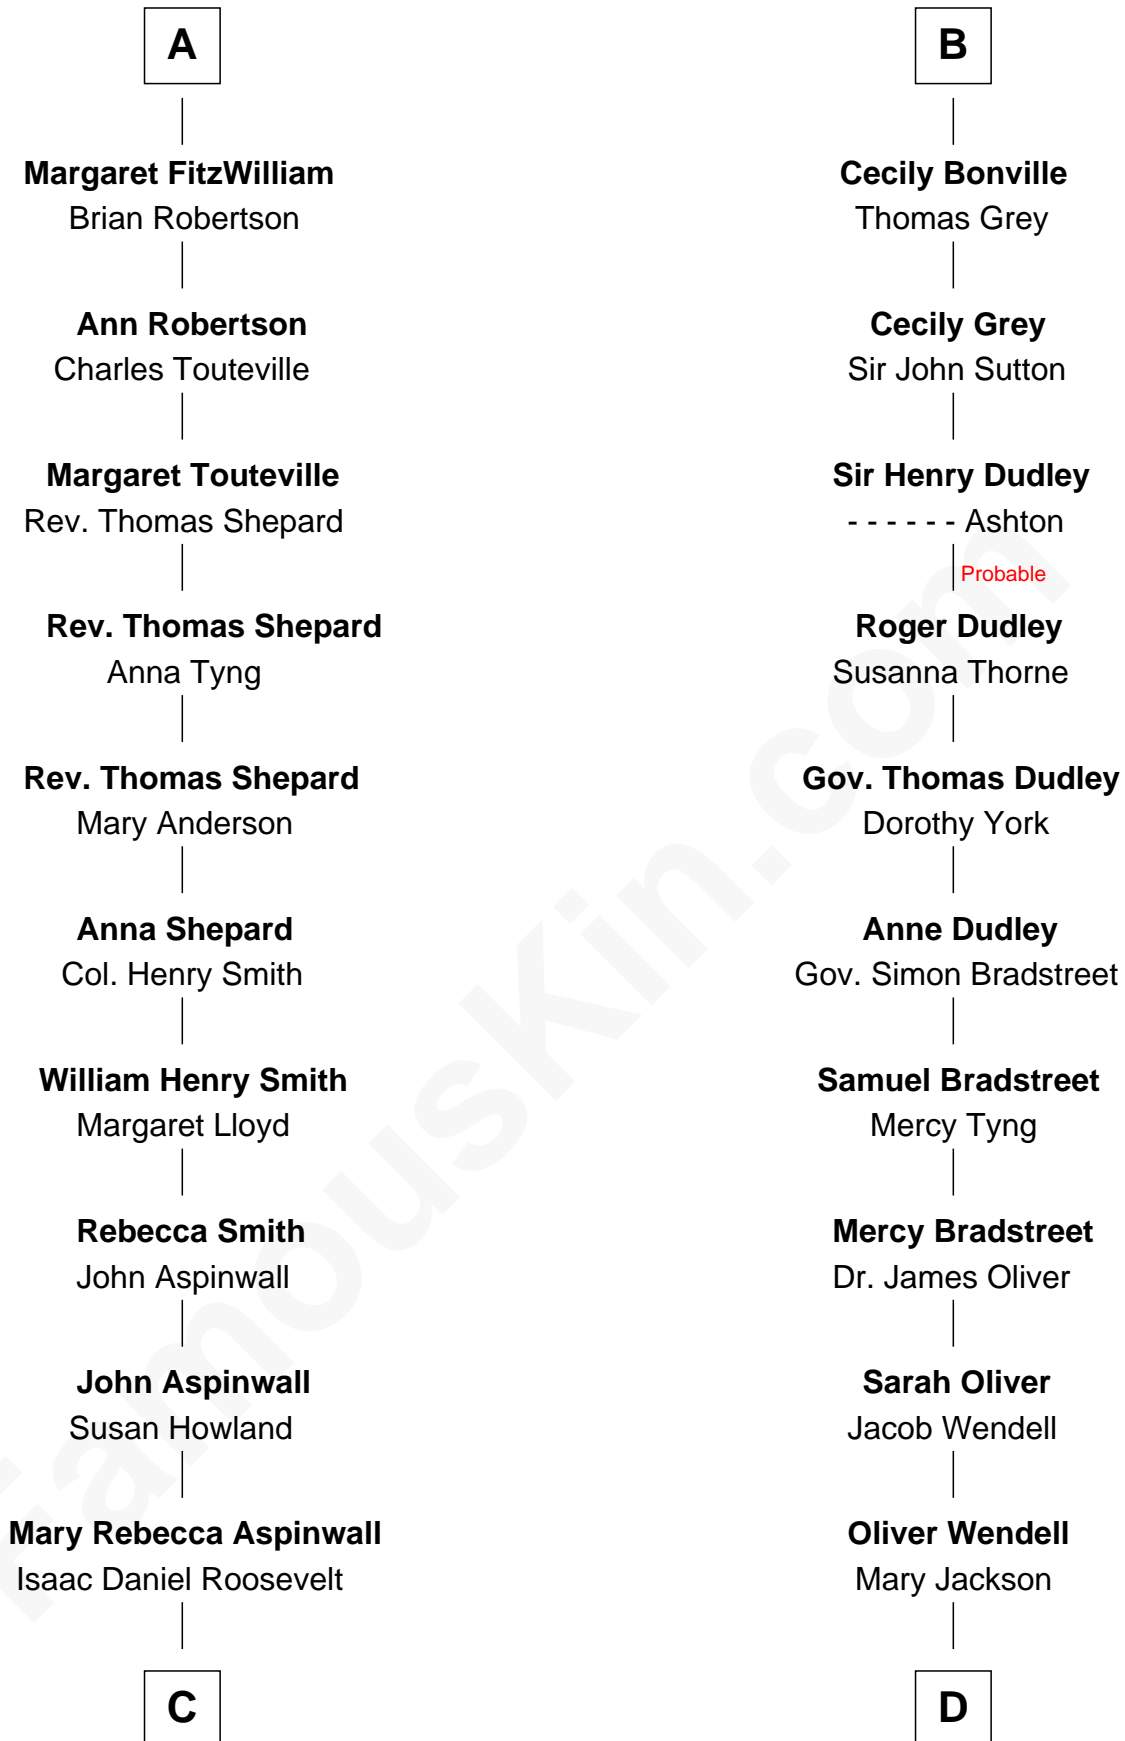 A
Margaret FitzWilliam
Brian Robertson
Ann Robertson
Charles Touteville
Margaret Touteville
Rev. Thomas Shepard
Rev. Thomas Shepard
Anna Tyng
Rev. Thomas Shepard
Mary Anderson
Anna Shepard
Col. Henry Smith
William Henry Smith
Margaret Lloyd
Rebecca Smith
John Aspinwall
John Aspinwall
Susan Howland
Mary Rebecca Aspinwall
Isaac Daniel Roosevelt
C
B
Cecily Bonville
Thomas Grey
Cecily Grey
Sir John Sutton
Sir Henry Dudley
- - - - - - Ashton
Probable
Roger Dudley
Susanna Thorne
Gov. Thomas Dudley
Dorothy York
Anne Dudley
Gov. Simon Bradstreet
Samuel Bradstreet
Mercy Tyng
Mercy Bradstreet
Dr. James Oliver
Sarah Oliver
Jacob Wendell
Oliver Wendell
Mary Jackson
D
FamousKin.com